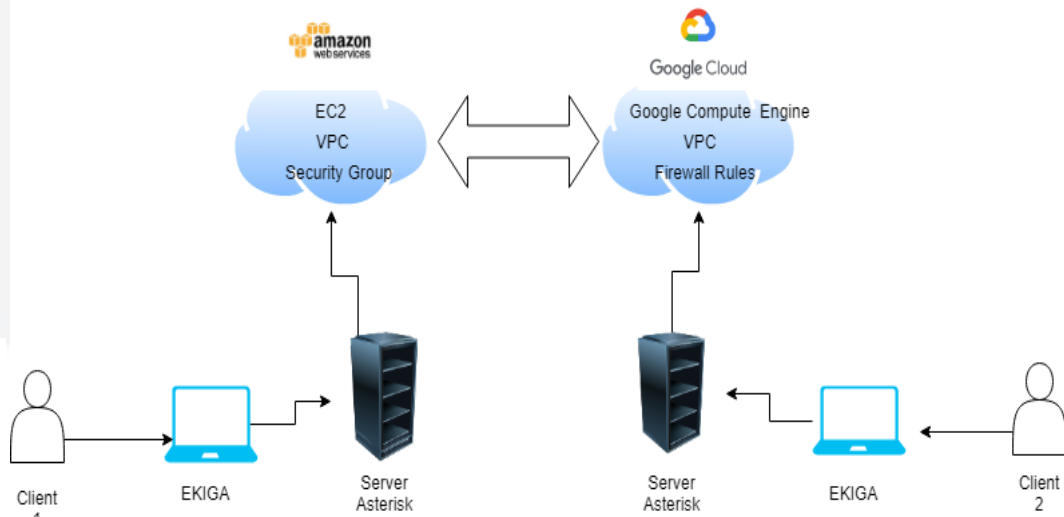 amazon
webservices
Google Cloud
EC2
VPC
Security Group
Google Compute Engine
VPC
Firewall Rules
Client
EKIGA
Server
Asterisk
Server
Asterisk
EKIGA
Client
2